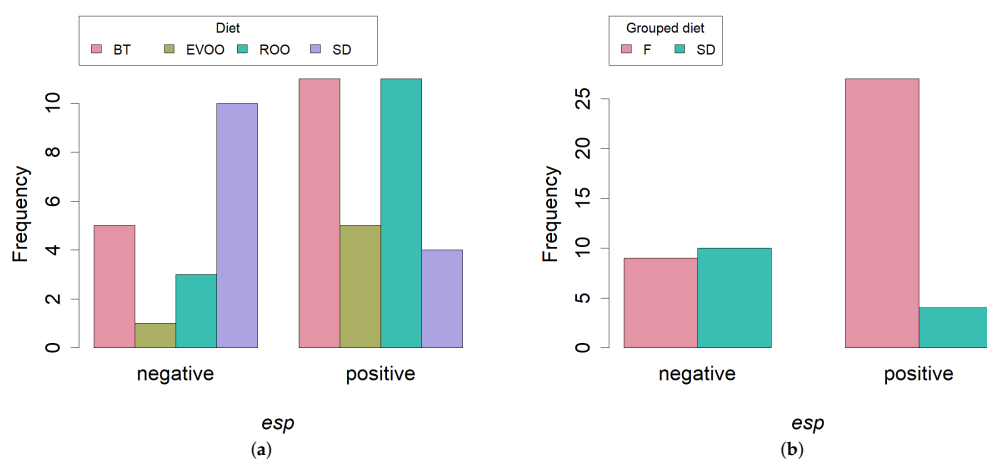 Diet
BT EVOO ROO SD
Frequency
0 2 4 6 8 10
negative positive
esp
(a)
Grouped diet
F SD
Frequency
0 5 10 15 20 25
negative positive
esp
(b)